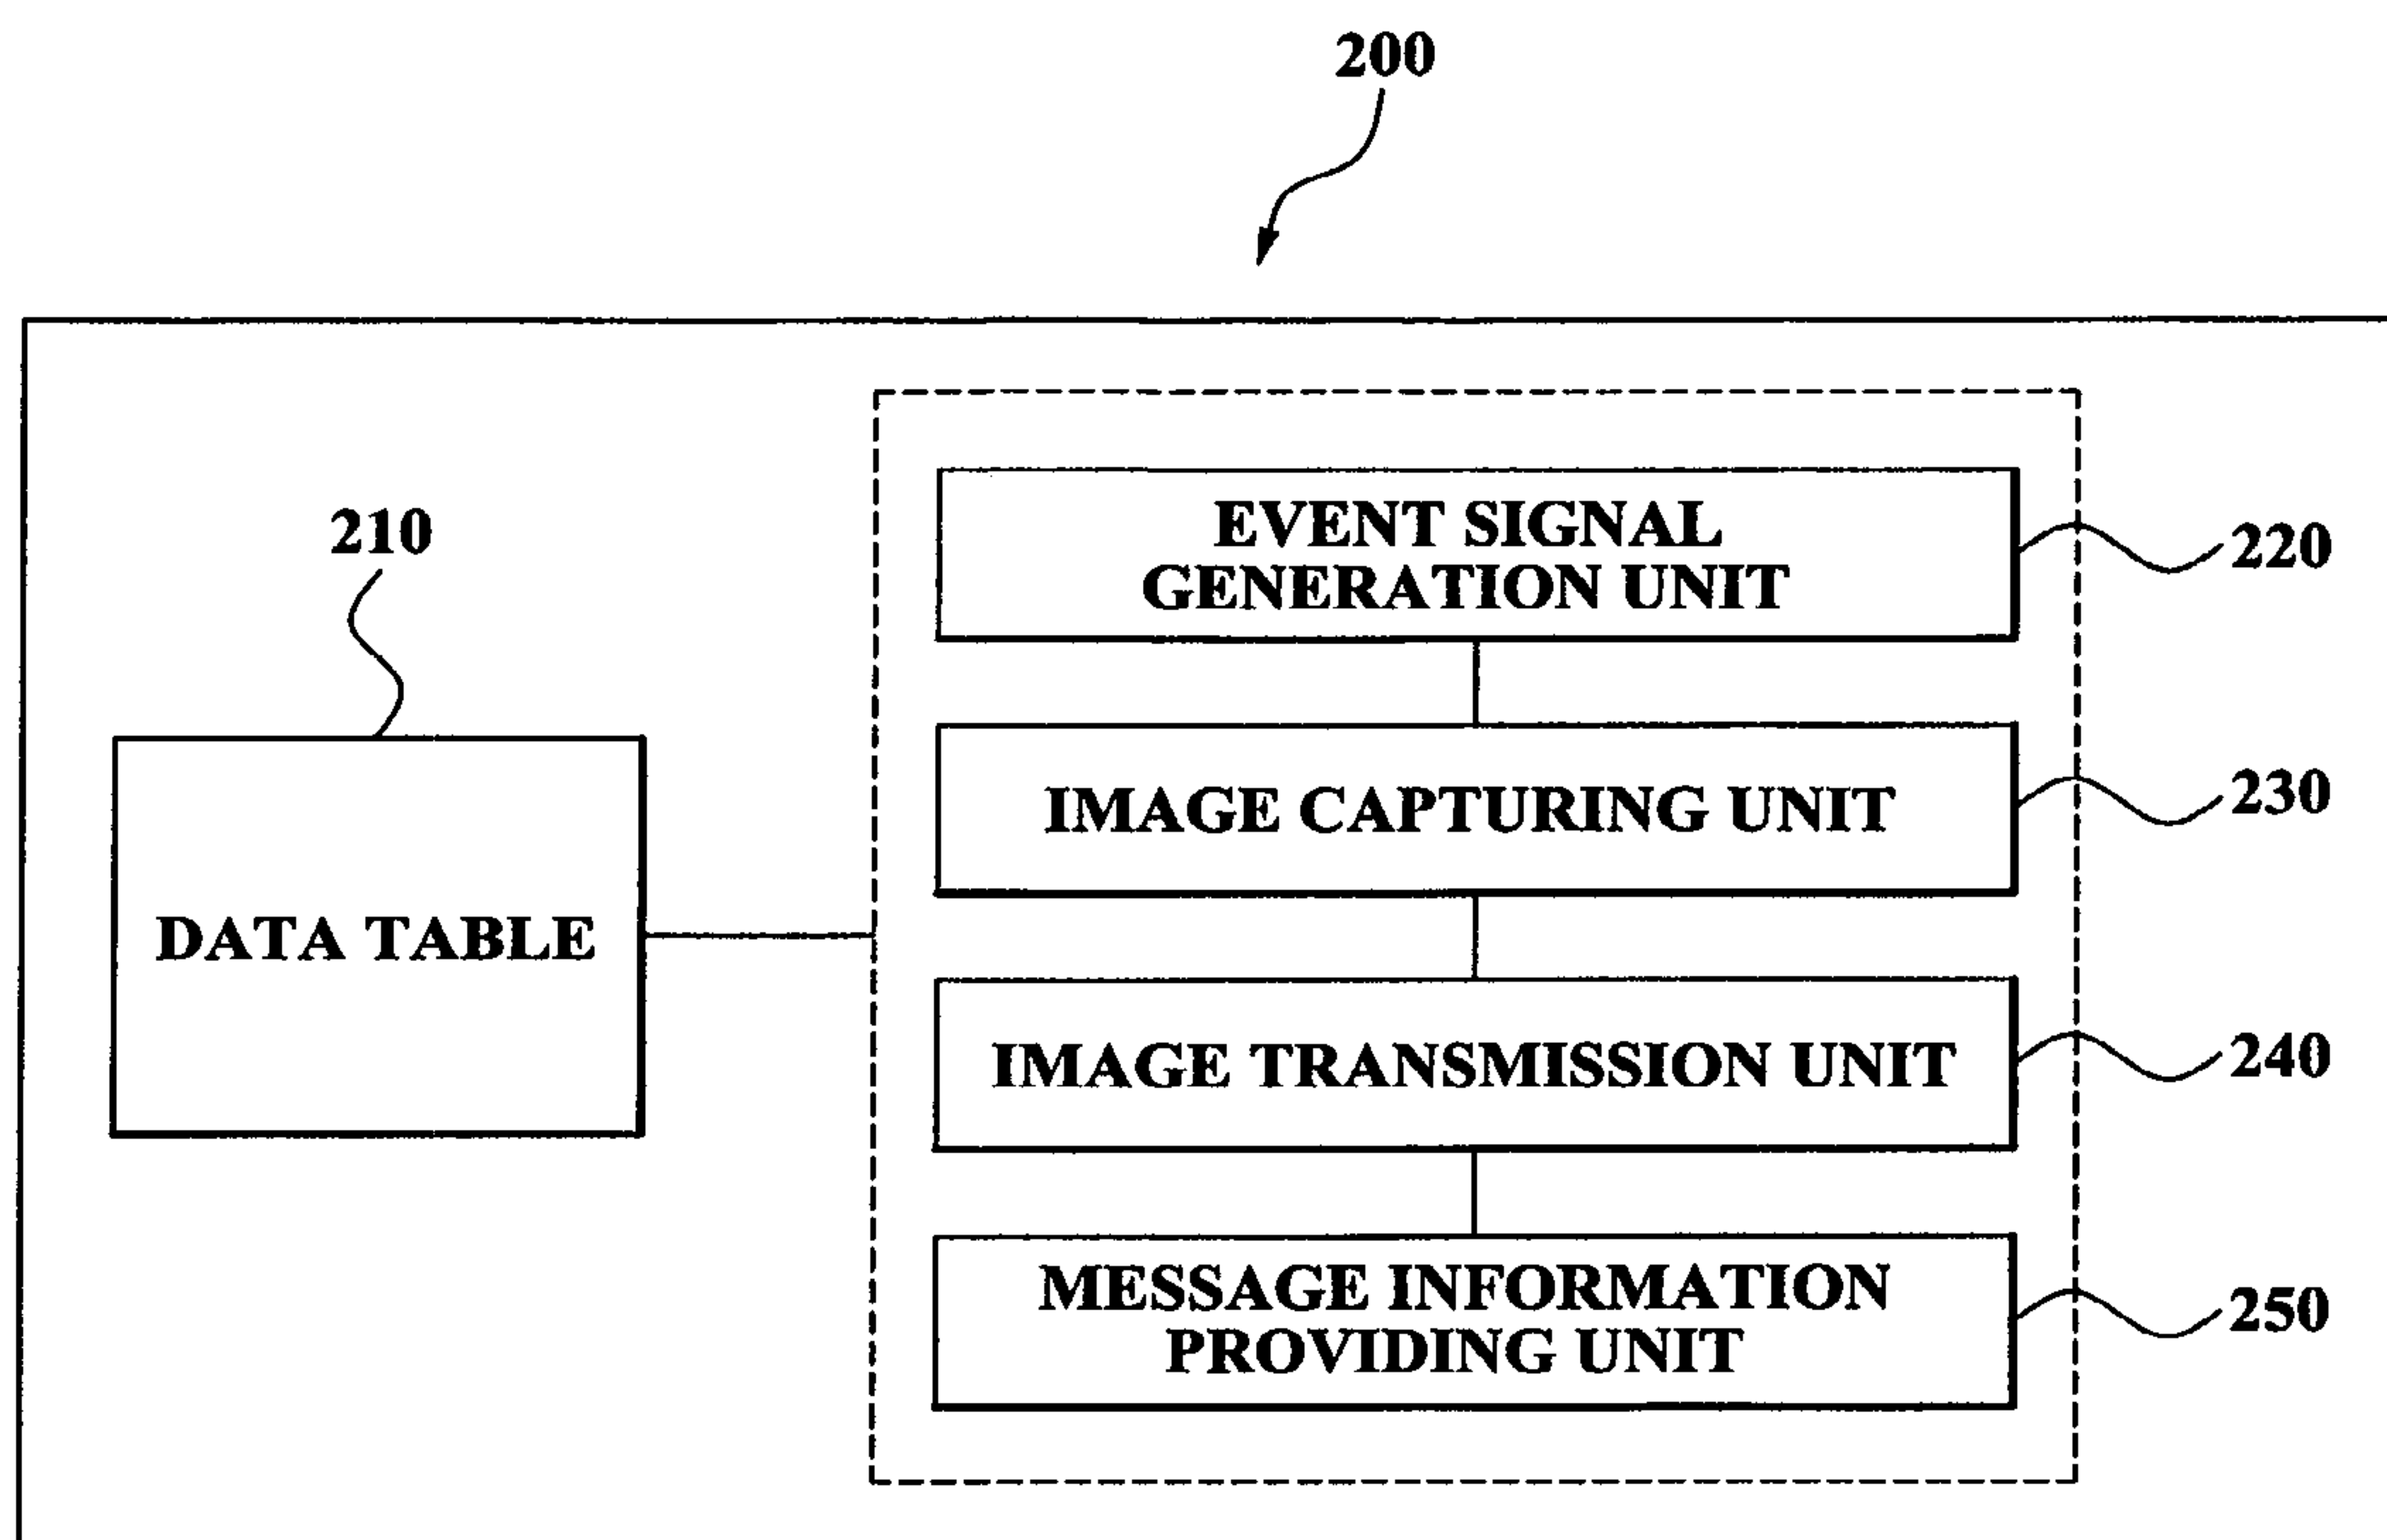 200
210
EVENT SIGNAL
GENERATION UNIT
220
IMAGE CAPTURING UNIT
230
DATA TABLE
IMAGE TRANSMISSION UNIT
240
MESSAGE INFORMATION
PROVIDING UNIT
250